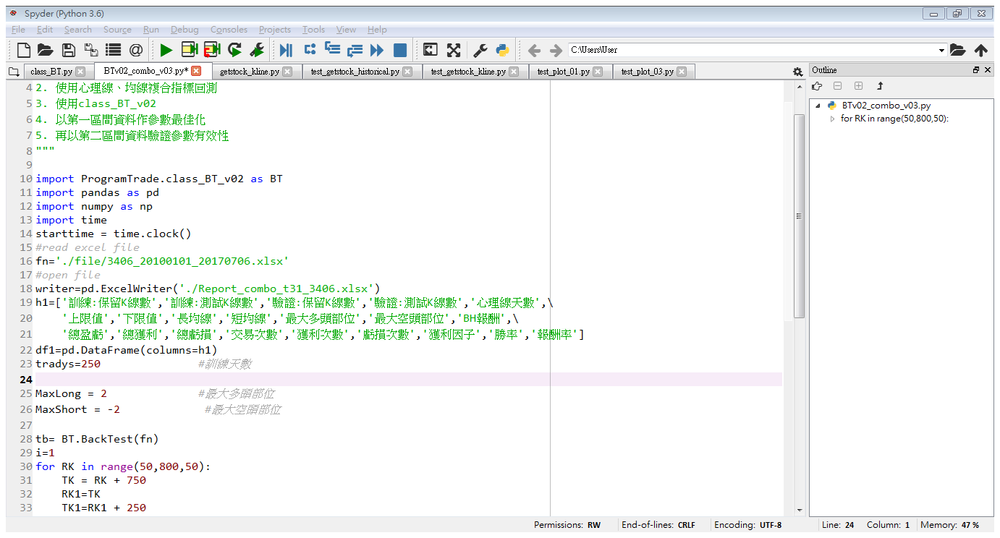 Spyder (Python 3.6)
File Edit Search Source Run Debug Consoles Projects Tools View Help
C:\Users\User
class_BT.py BTv02_combo_v03.py* getstock_kline.py test_getstock_historical.py test_getstock_kline.py test_plot_01.py test_plot_03.py
Outline
BTv02_combo_v03.py
for RK in range(50,800,50):
4 2. 使用心理線、均線複合指標回測
5 3. 使用class_BT_v02
6 4. 以第一區間資料作參數最佳化
7 5. 再以第二區間資料驗證參數有效性
8 """
9
10 import ProgramTrade.class_BT_v02 as BT
11 import pandas as pd
12 import numpy as np
13 import time
14 starttime = time.clock()
15 #read excel file
16 fn='./file/3406_20100101_20170706.xlsx'
17 #open file
18 writer=pd.ExcelWriter('./Report_combo_t31_3406.xlsx')
19 h1=['訓練:保留K線數','訓練:測試K線數','驗證:保留K線數','驗證:測試K線數','心理線天數',\
20 '上限值','下限值','長均線','短均線','最大多頭部位','最大空頭部位','BH報酬',\
21 '總盈虧','總獲利','總虧損','交易次數','獲利次數','虧損次數','獲利因子','勝率','報酬率']
22 df1=pd.DataFrame(columns=h1)
23 tradys=250 #訓練天數
24
25 MaxLong = 2 #最大多頭部位
26 MaxShort = -2 #最大空頭部位
27
28 tb= BT.BackTest(fn)
29 i=1
30 for RK in range(50,800,50):
31 TK = RK + 750
32 RK1=TK
33 TK1=RK1 + 250
Permissions: RW End-of-lines: CRLF Encoding: UTF-8 Line: 24 Column: 1 Memory: 47 %